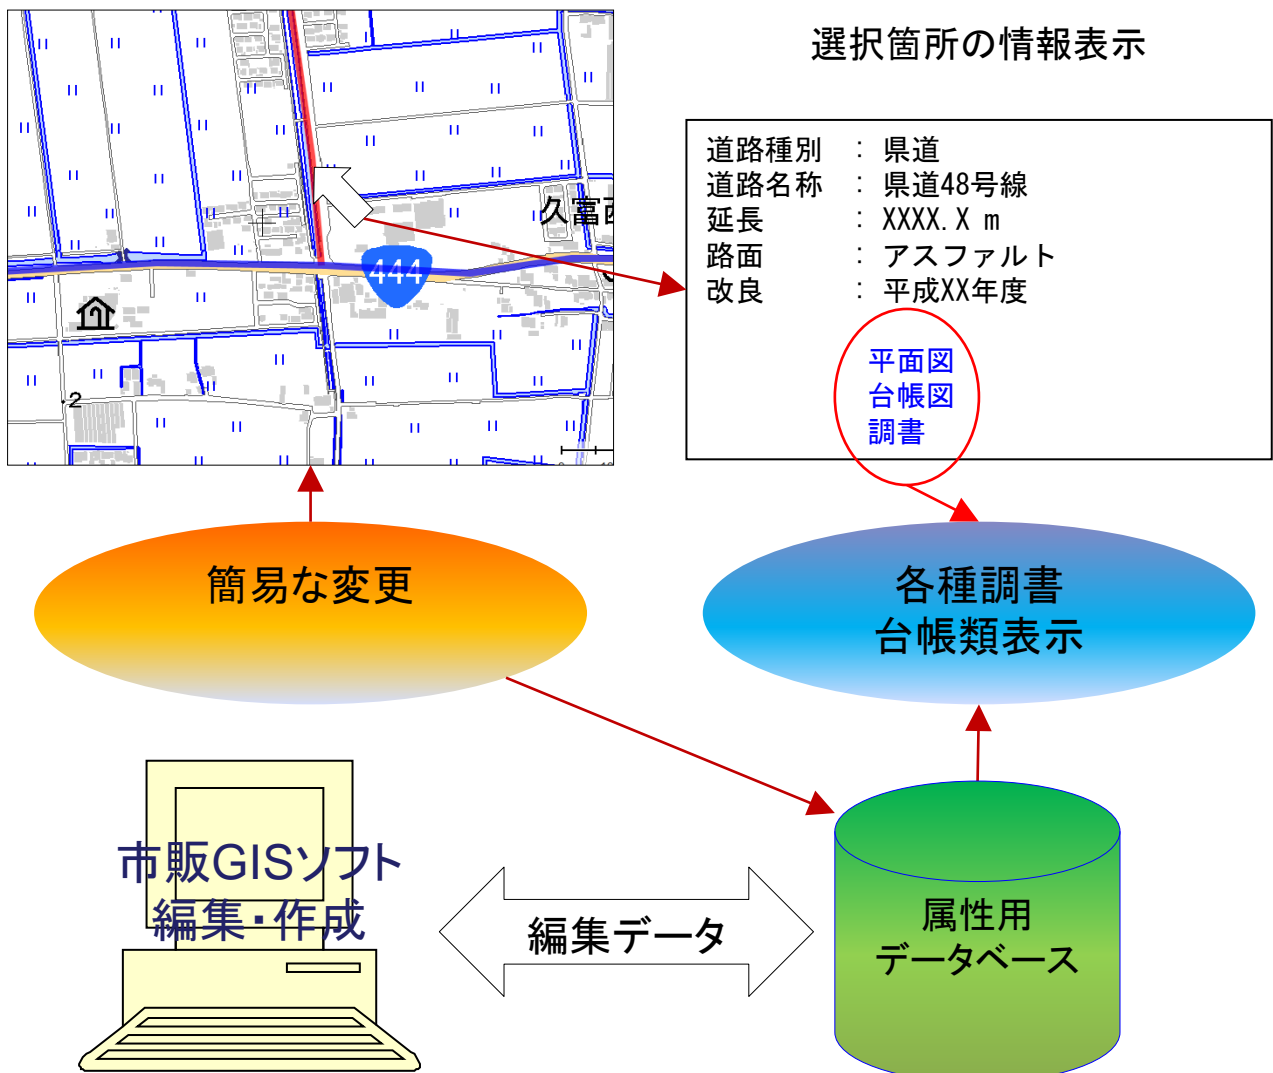 選択箇所の情報表示
道路種別 : 県道
道路名称 : 県道48号線
延長 : XXXX.X m
路面 : アスファルト
改良 : 平成XX年度
平面図
台帳図
調書
久富西
444
2
簡易な変更
各種調書
台帳類表示
市販GISソフト
編集・作成
編集データ
属性用
データベース